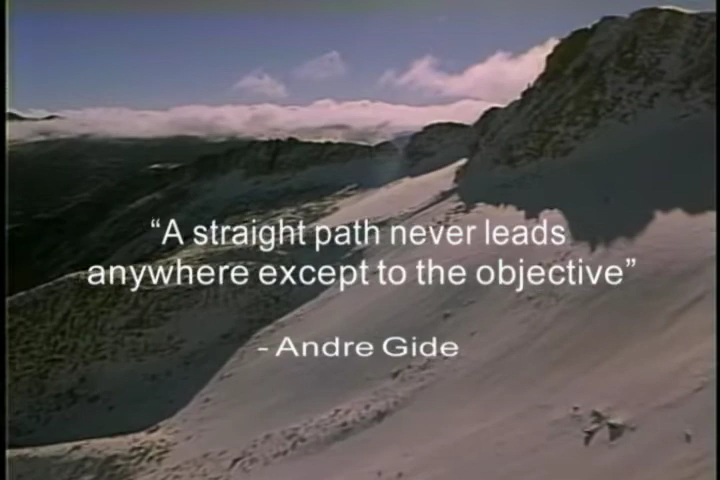 “A straight path never leads
anywhere except to the objective”
- Andre Gide